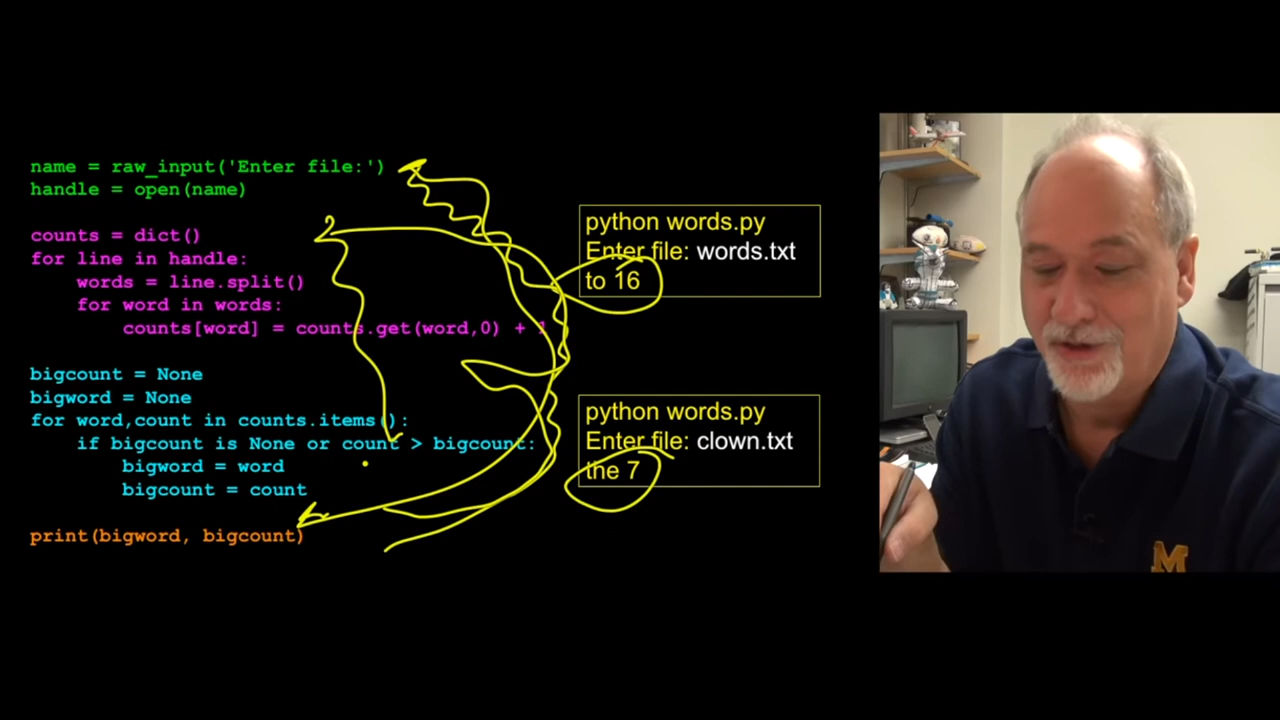 name = raw_input('Enter file:')
handle = open(name)
counts = dict()
for line in handle:
words = line.split()
for word in words:
counts[word] = counts.get(word,0) + 1
bigcount = None
bigword = None
for word,count in counts.items():
if bigcount is None or count > bigcount:
bigword = word
bigcount = count
print(bigword, bigcount)
python words.py
Enter file: words.txt
to 16
python words.py
Enter file: clown.txt
the 7
M